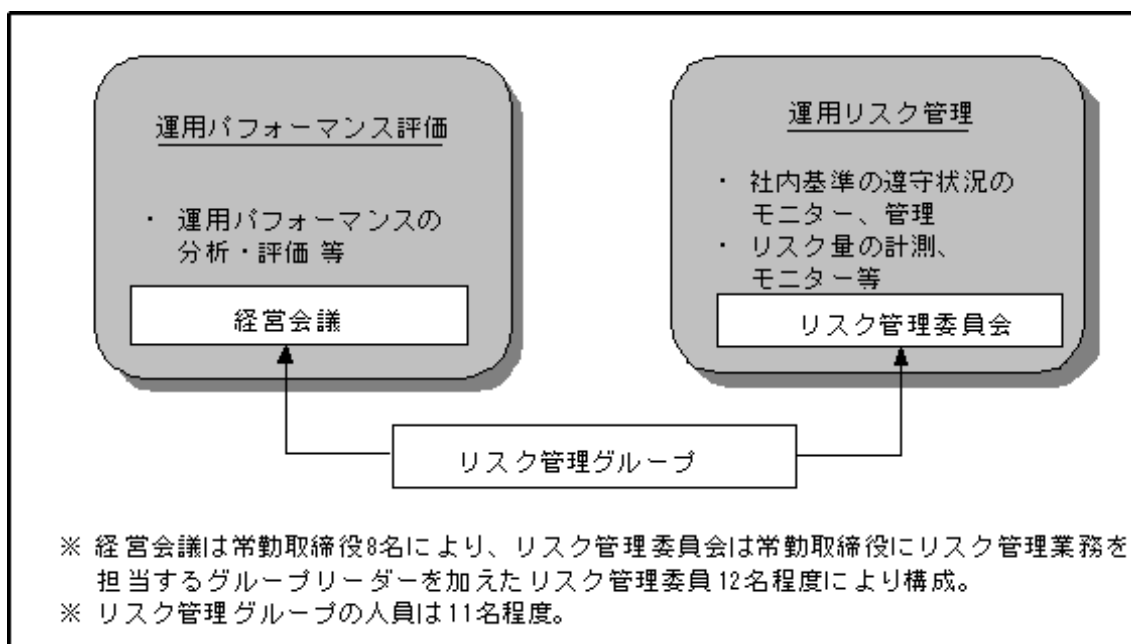 運用パフォーマンス評価
・ 運用パフォーマンスの
分析・評価 等
経営会議
運用リスク管理
・ 社内基準の遵守状況の
モニター、管理
・ リスク量の計測、
モニター等
リスク管理委員会
リスク管理グループ
※ 経営会議は常勤取締役8名により、リスク管理委員会は常勤取締役にリスク管理業務を
担当するグループリーダーを加えたリスク管理委員12名程度により構成。
※ リスク管理グループの人員は11名程度。